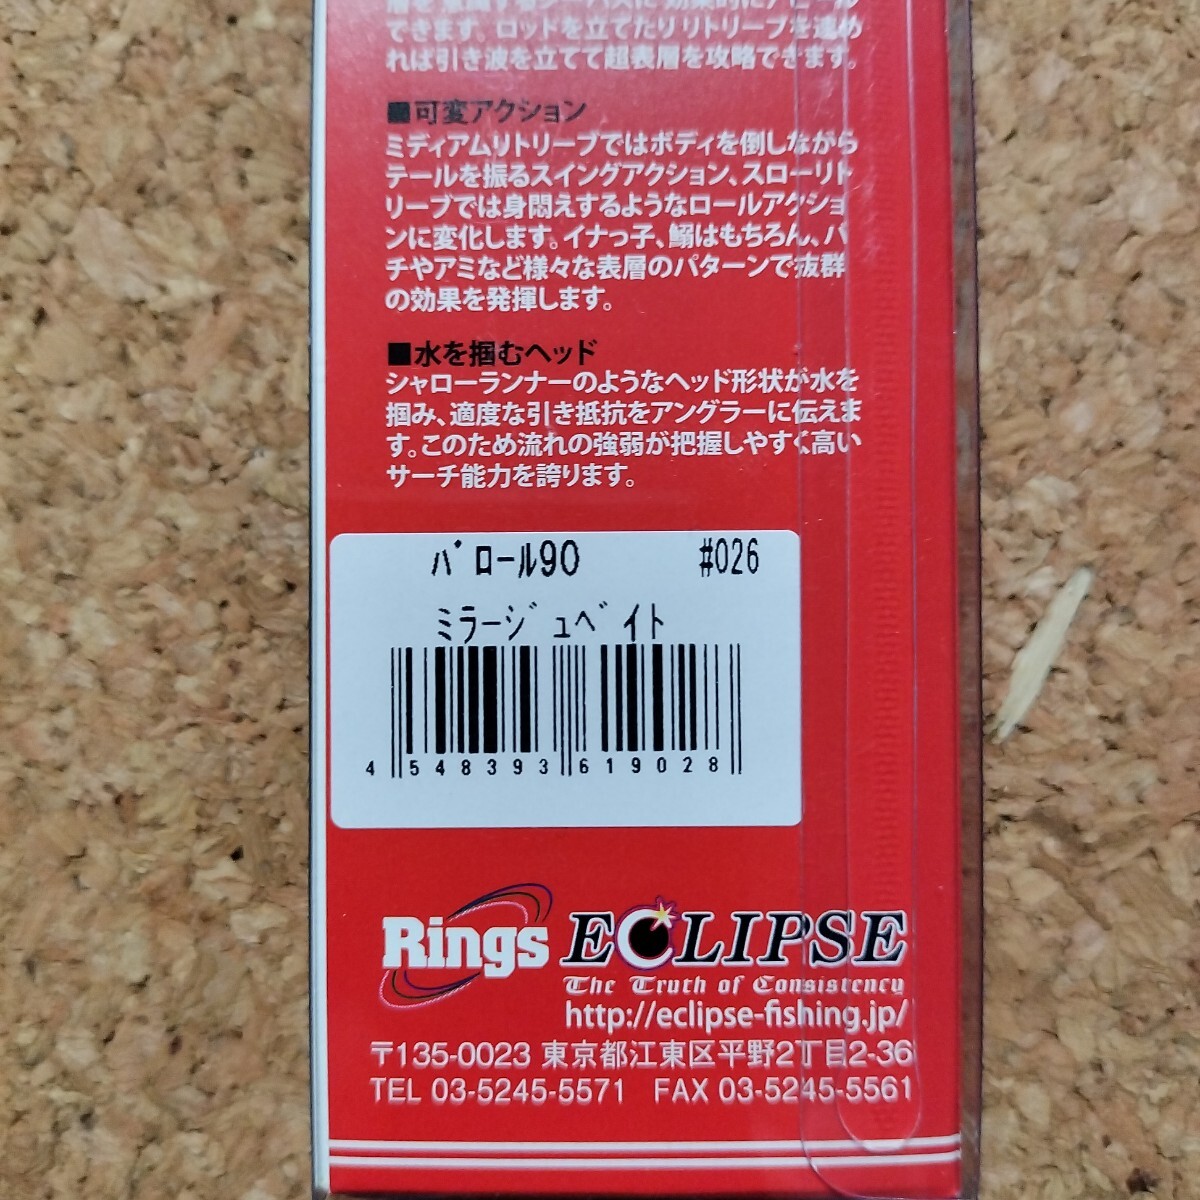 できます。ロッドを立てたりリトリーブを速め
れば引き波を立てて超表層を攻略できます。
■可変アクション
ミディアムリトリーブではボディを倒しながら
テールを振るスイングアクション、スローリト
リーブでは身悶えするようなロールアクショ
ンに変化します。イナっ子、鰯はもちろん、バ
チやアミなど様々な表層のパターンで抜群
の効果を発揮します。
■水を掴むヘッド
シャローランナーのようなヘッド形状が水を
掴み、適度な引き抵抗をアングラーに伝えま
す。このため流れの強弱が把握しやすく高い
サーチ能力を誇ります。
パロール90 #026
ミラージュベイト
4 548393 619028
Rings ECLIPSE
The Truth of Consistency
http://eclipse-fishing.jp/
〒135-0023 東京都江東区平野2丁目2-36
TEL 03-5245-5571 FAX 03-5245-5561